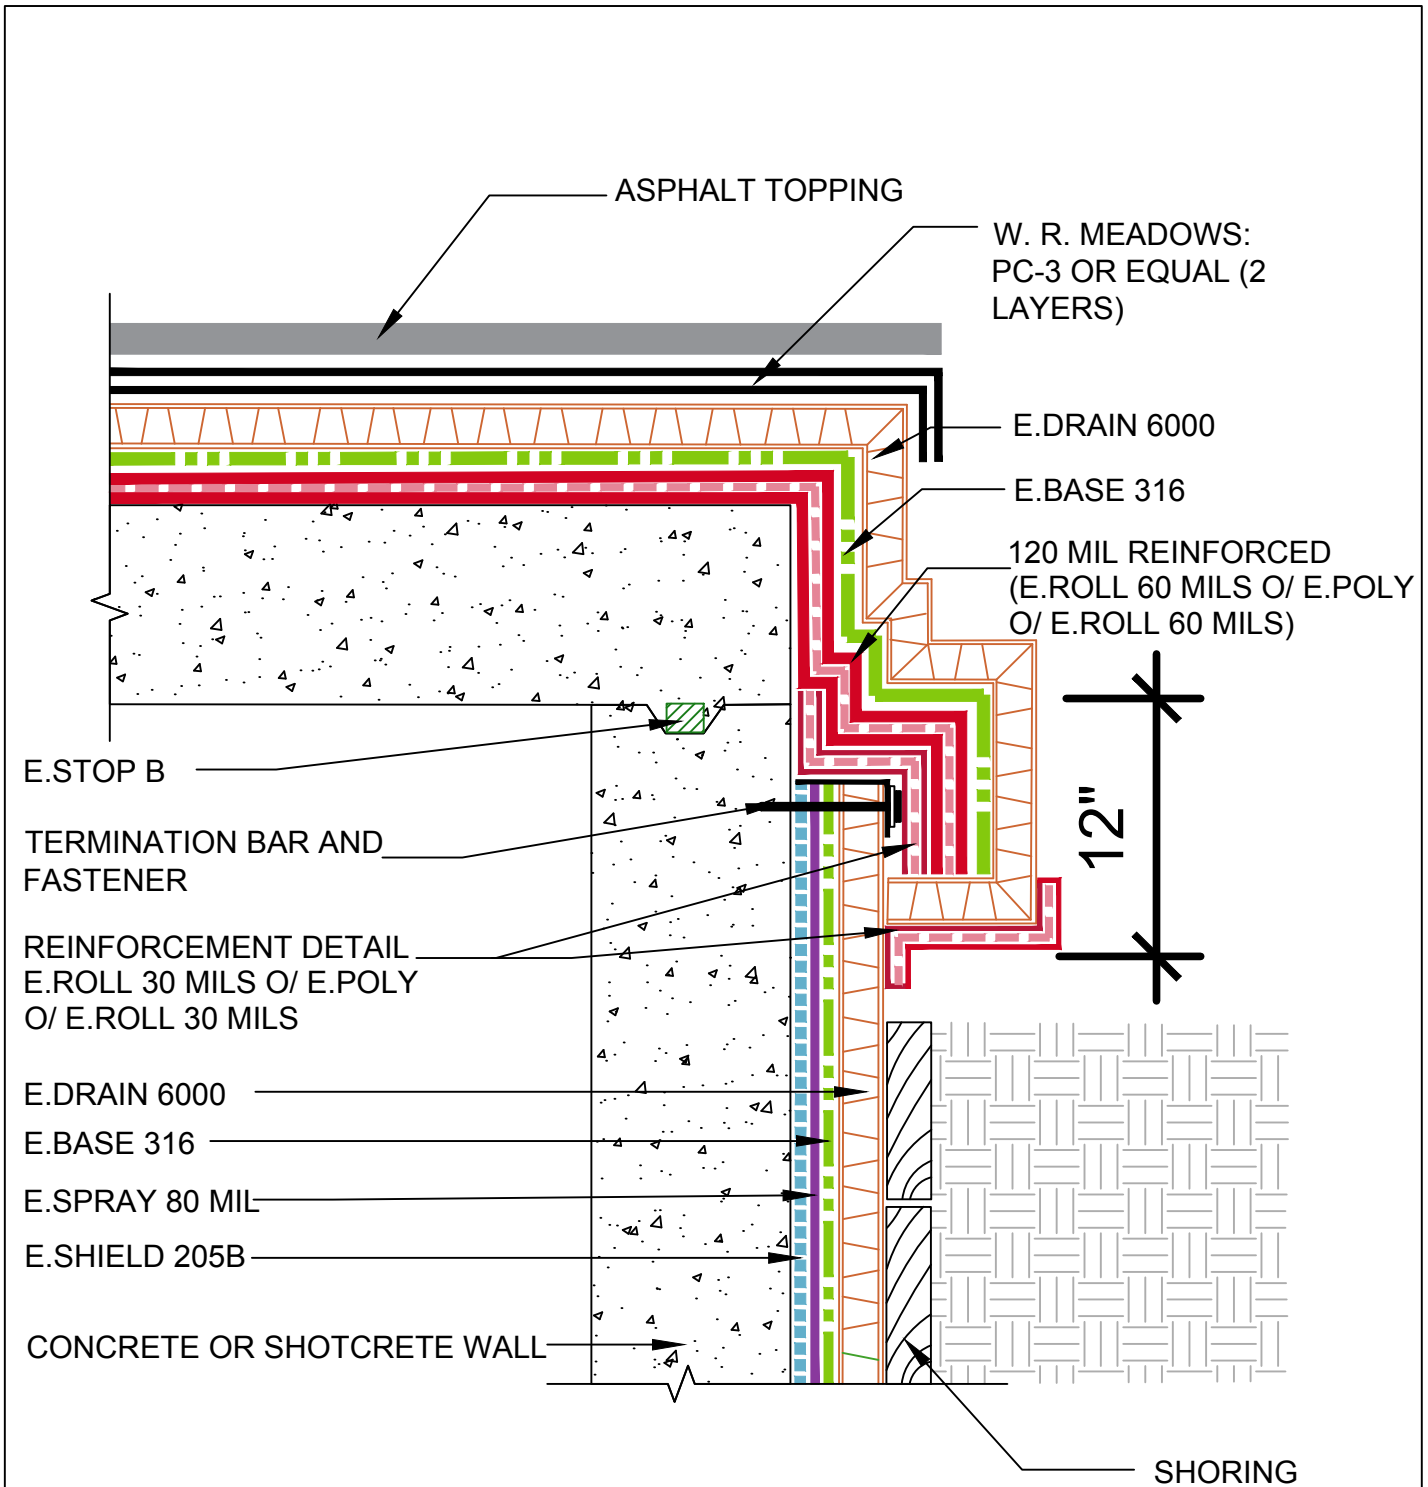 ASPHALT TOPPING
W. R. MEADOWS:
PC-3 OR EQUAL (2
LAYERS)
E.DRAIN 6000
E.BASE 316
120 MIL REINFORCED
(E.ROLL 60 MILS O/ E.POLY
O/ E.ROLL 60 MILS)
12"
E.STOP B
TERMINATION BAR AND
FASTENER
REINFORCEMENT DETAIL
E.ROLL 30 MILS O/ E.POLY
O/ E.ROLL 30 MILS
E.DRAIN 6000
E.BASE 316
E.SPRAY 80 MIL
E.SHIELD 205B
CONCRETE OR SHOTCRETE WALL
SHORING